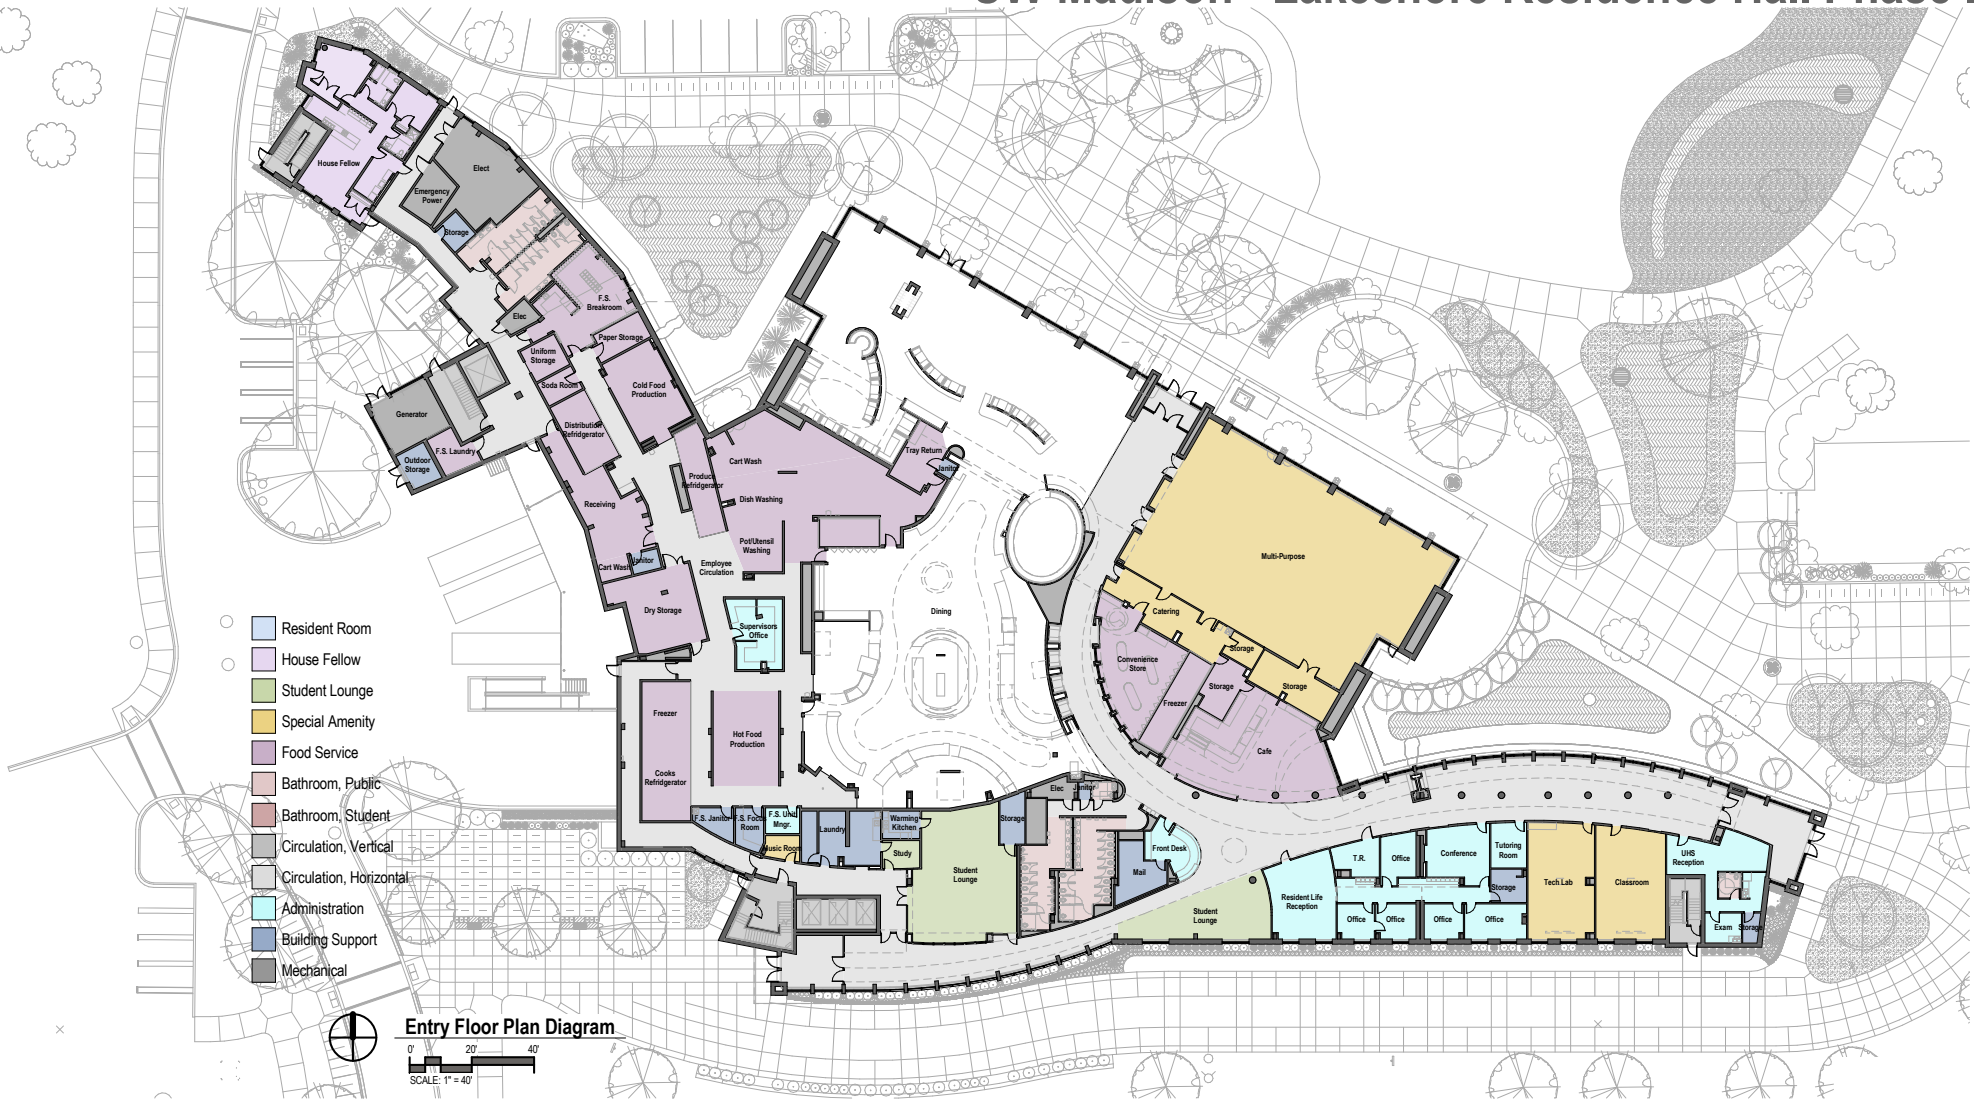 UW Madison - Lakeshore Residence Hall Phase
House Fellow
Elect
Emergency
Power
Storage
F.S.
Breakroom
Elec
Paper Storage
Uniform
Storage
Soda Room
Cold Food
Production
Generator
Distribution
Refridgerator
F.S. Laundry
Outdoor
Storage
Cart Wash
Tray Return
Janitor
Produce
Refridgerator
Dish Washing
Receiving
Pot/Utensil
Washing
Multi-Purpose
Cart Wash
Janitor
Employee
Circulation
Dry Storage
Dining
Catering
Supervisors
Office
Storage
Convenience
Store
Storage
Storage
Freezer
Freezer
Hot Food
Production
Cafe
Cooks
Refridgerator
Elec
Janitor
F.S. Janitor
F.S. Focus
Room
F.S. Unit
Mngr.
Laundry
Warming
Kitchen
Storage
Music Room
Study
Student
Lounge
Front Desk
Mail
T.R.
Office
Conference
Tutoring
Room
UHS
Reception
Storage
Tech Lab
Classroom
Resident Life
Reception
Student
Lounge
Office
Office
Office
Office
Exam
Storage
Resident Room
House Fellow
Student Lounge
Special Amenity
Food Service
Bathroom, Public
Bathroom, Student
Circulation, Vertical
Circulation, Horizontal
Administration
Building Support
Mechanical
Entry Floor Plan Diagram
0' 20' 40'
SCALE: 1" = 40'